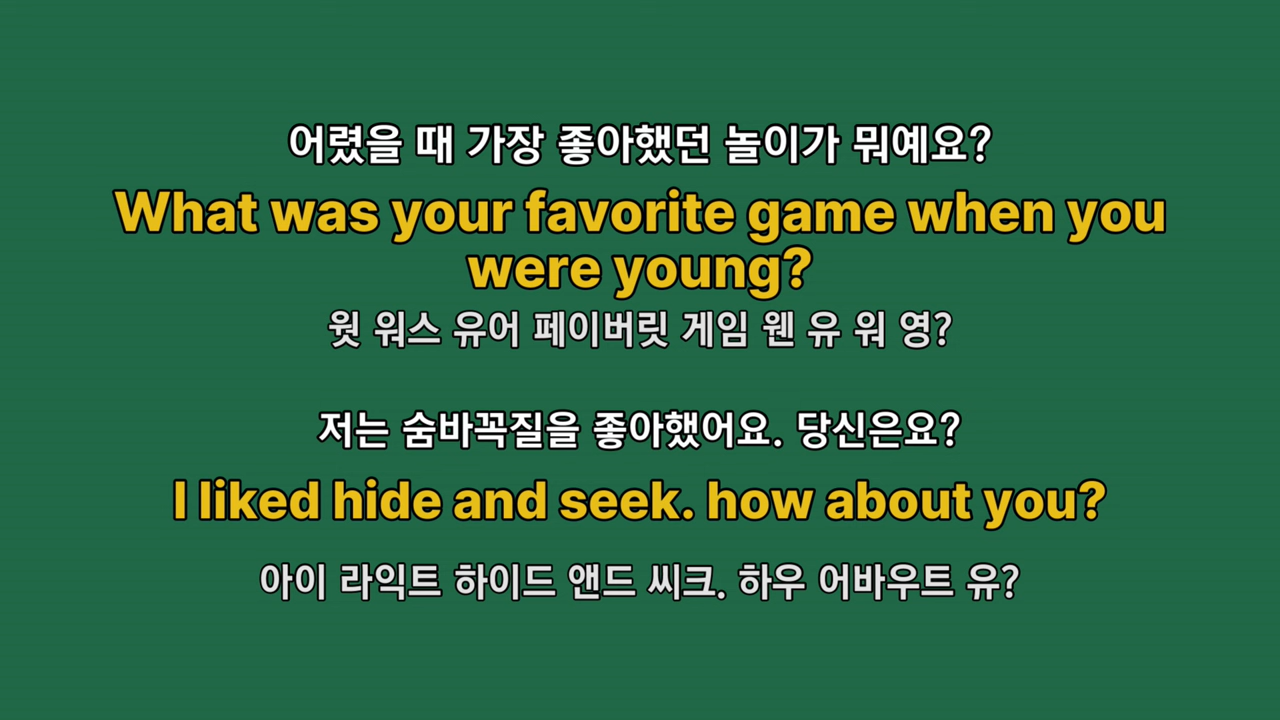 어렸을 때 가장 좋아했던 놀이가 뭐예요?
What was your favorite game when you
were young?
웟 워스 유어 페이버릿 게임 웬 유 워 영?
저는 숨바꼭질을 좋아했어요. 당신은요?
I liked hide and seek. how about you?
아이 라익트 하이드 앤드 씨크. 하우 어바우트 유?